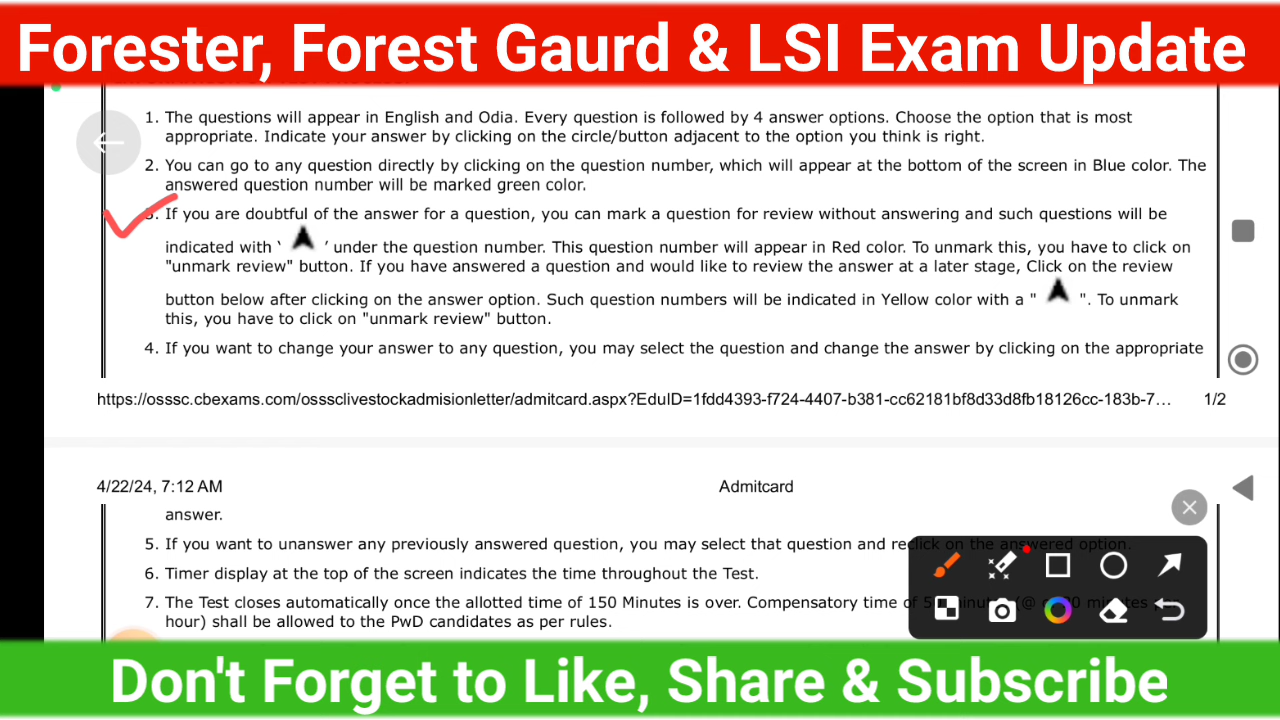 Forester, Forest Gaurd & LSI Exam Update
1. The questions will appear in English and Odia. Every question is followed by 4 answer options. Choose the option that is most
appropriate. Indicate your answer by clicking on the circle/button adjacent to the option you think is right.
2. You can go to any question directly by clicking on the question number, which will appear at the bottom of the screen in Blue color. The
answered question number will be marked green color.
3. If you are doubtful of the answer for a question, you can mark a question for review without answering and such questions will be
indicated with ‘ ’ under the question number. This question number will appear in Red color. To unmark this, you have to click on
"unmark review" button. If you have answered a question and would like to review the answer at a later stage, Click on the review
button below after clicking on the answer option. Such question numbers will be indicated in Yellow color with a " ". To unmark
this, you have to click on "unmark review" button.
4. If you want to change your answer to any question, you may select the question and change the answer by clicking on the appropriate
https://osssc.cbexams.com/osssclivestockadmisionletter/admitcard.aspx?EduID=1fdd4393-f724-4407-b381-cc62181bf8d33d8fb18126cc-183b-7… 1/2
4/22/24, 7:12 AM Admitcard
answer.
5. If you want to unanswer any previously answered question, you may select that question and reclick on the answered option.
6. Timer display at the top of the screen indicates the time throughout the Test.
7. The Test closes automatically once the allotted time of 150 Minutes is over. Compensatory time of
hour) shall be allowed to the PwD candidates as per rules.
Don't Forget to Like, Share & Subscribe